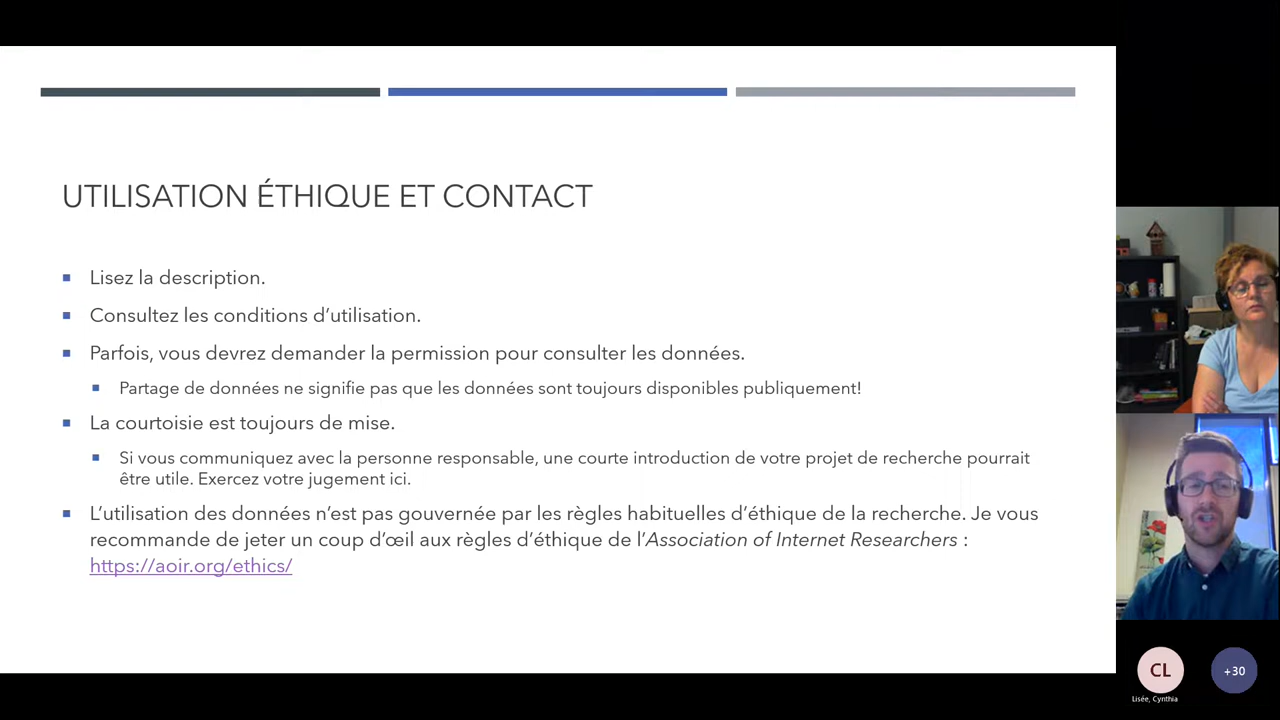 UTILISATION ÉTHIQUE ET CONTACT
Lisez la description.
Consultez les conditions d'utilisation.
Parfois, vous devrez demander la permission pour consulter les données.
Partage de données ne signifie pas que les données sont toujours disponibles publiquement!
La courtoisie est toujours de mise.
Si vous communiquez avec la personne responsable, une courte introduction de votre projet de recherche pourrait
être utile. Exercez votre jugement ici.
L'utilisation des données n'est pas gouvernée par les règles habituelles d'éthique de la recherche. Je vous
recommande de jeter un coup d'œil aux règles d'éthique de l'Association of Internet Researchers :
https://aoir.org/ethics/
CL
+30
Lisée, Cynthia